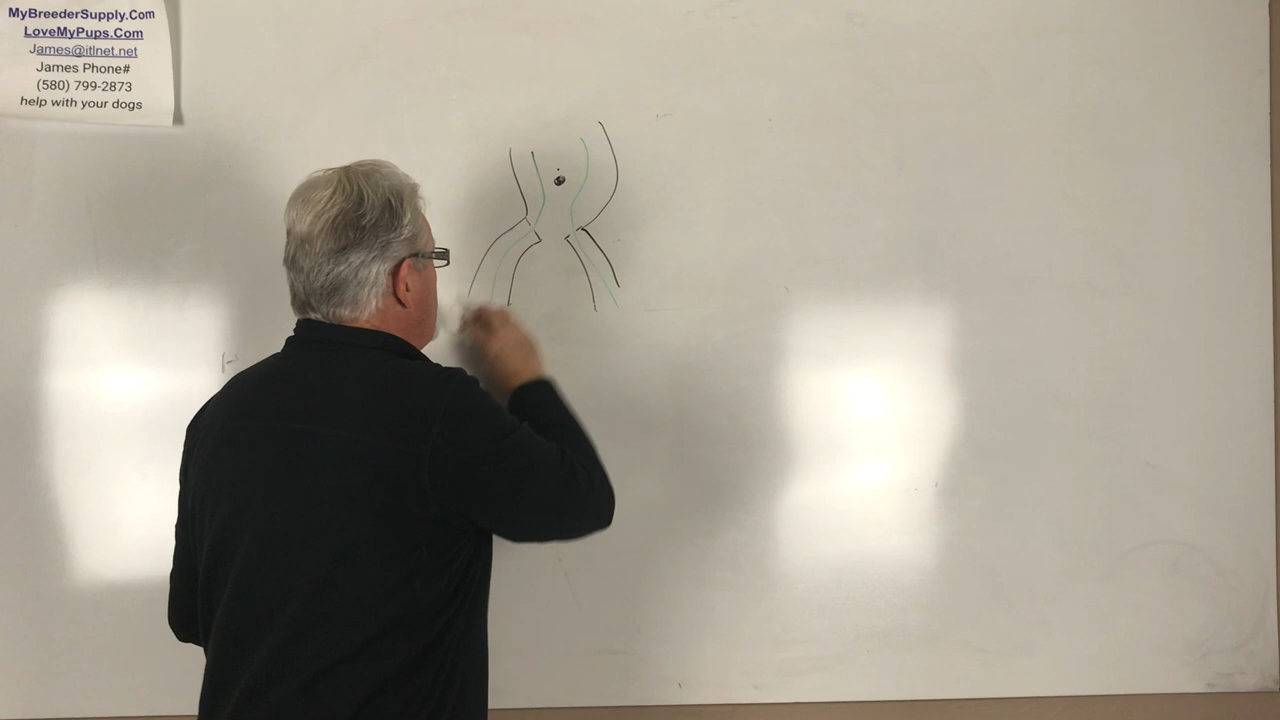 MyBreederSupply.Com
LoveMyPups.Com
James@itlnet.net
James Phone#
(580) 799-2873
help with your dogs